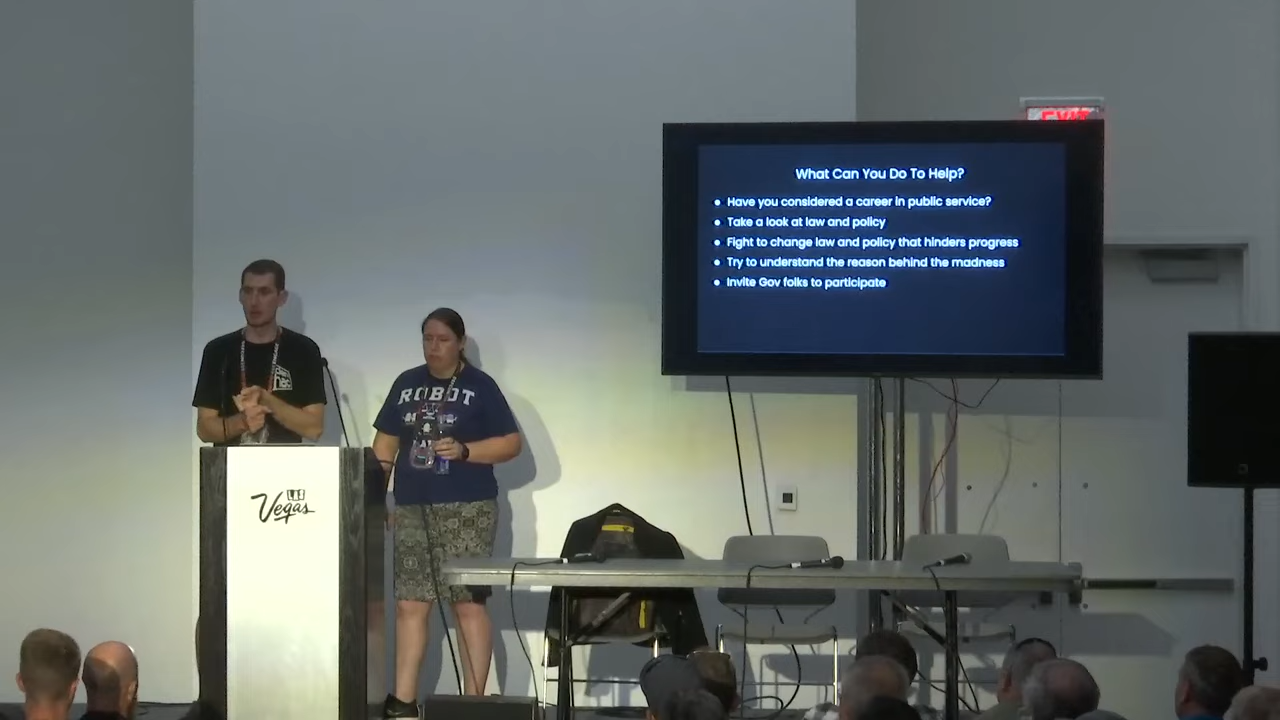 EXIT
What Can You Do To Help?
• Have you considered a career in public service?
• Take a look at law and policy
• Fight to change law and policy that hinders progress
• Try to understand the reason behind the madness
• Invite Gov folks to participate
ROBOT
LAS
Vegas